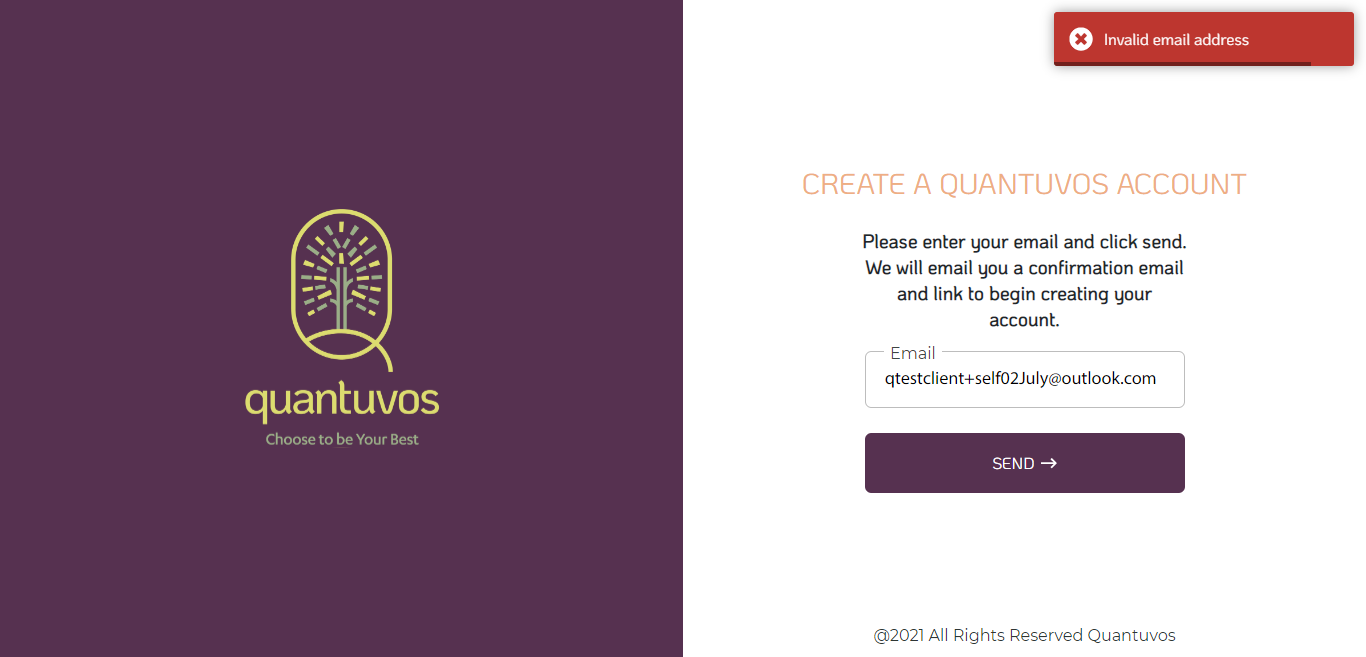 Invalid email address
CREATE A QUANTUVOS ACCOUNT
Please enter your email and click send.
We will email you a confirmation email
and link to begin creating your
account.
Email
qtestclient+self02July@outlook.com
SEND →
quantuvos
Choose to be Your Best
@2021 All Rights Reserved Quantuvos